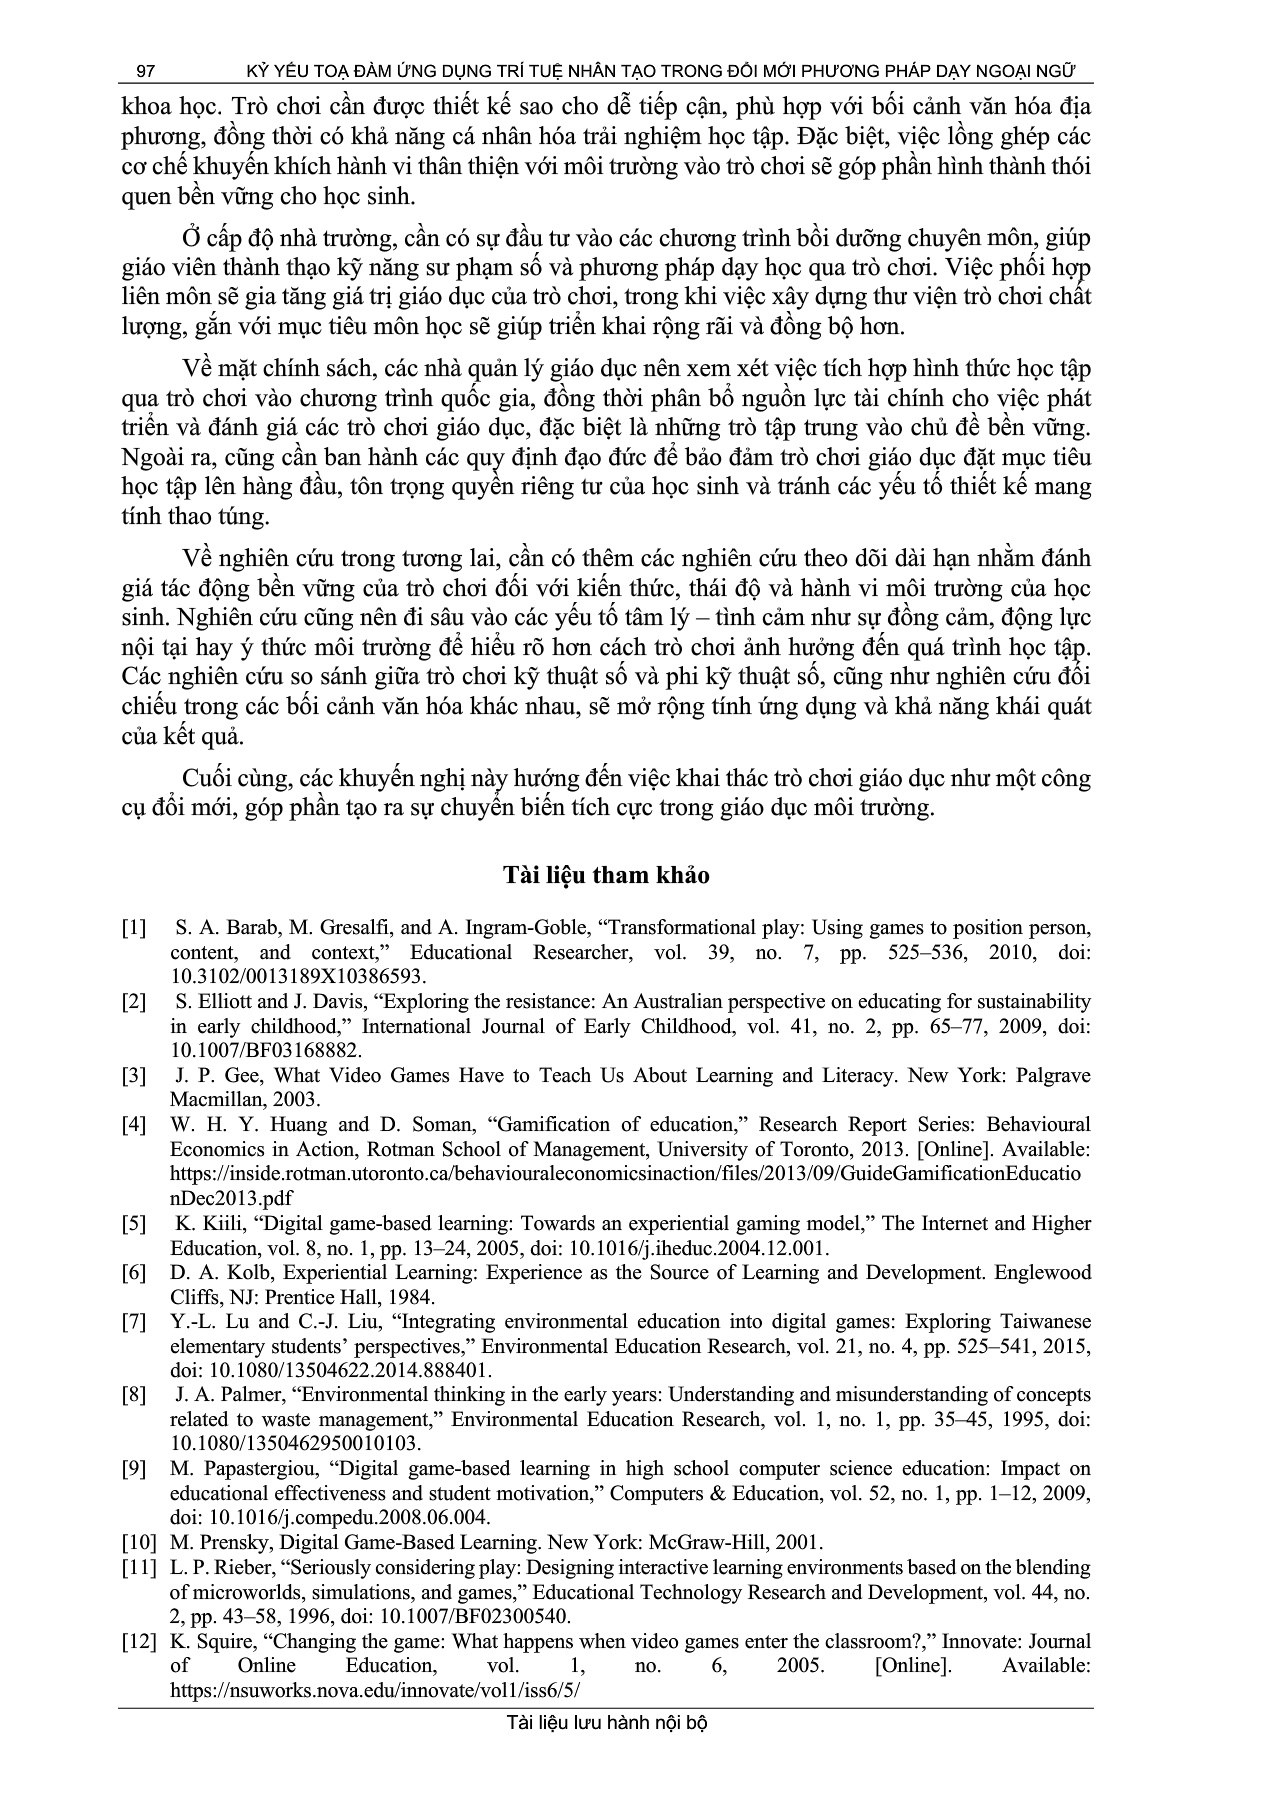 97 KỶ YẾU TOẠ ĐÀM ỨNG DỤNG TRÍ TUỆ NHÂN TẠO TRONG ĐỔI MỚI PHƯƠNG PHÁP DẠY NGOẠI NGỮ
khoa học. Trò chơi cần được thiết kế sao cho dễ tiếp cận, phù hợp với bối cảnh văn hóa địa
phương, đồng thời có khả năng cá nhân hóa trải nghiệm học tập. Đặc biệt, việc lồng ghép các
cơ chế khuyến khích hành vi thân thiện với môi trường vào trò chơi sẽ góp phần hình thành thói
quen bền vững cho học sinh.
Ở cấp độ nhà trường, cần có sự đầu tư vào các chương trình bồi dưỡng chuyên môn, giúp
giáo viên thành thạo kỹ năng sư phạm số và phương pháp dạy học qua trò chơi. Việc phối hợp
liên môn sẽ gia tăng giá trị giáo dục của trò chơi, trong khi việc xây dựng thư viện trò chơi chất
lượng, gắn với mục tiêu môn học sẽ giúp triển khai rộng rãi và đồng bộ hơn.
Về mặt chính sách, các nhà quản lý giáo dục nên xem xét việc tích hợp hình thức học tập
qua trò chơi vào chương trình quốc gia, đồng thời phân bổ nguồn lực tài chính cho việc phát
triển và đánh giá các trò chơi giáo dục, đặc biệt là những trò tập trung vào chủ đề bền vững.
Ngoài ra, cũng cần ban hành các quy định đạo đức để bảo đảm trò chơi giáo dục đặt mục tiêu
học tập lên hàng đầu, tôn trọng quyền riêng tư của học sinh và tránh các yếu tố thiết kế mang
tính thao túng.
Về nghiên cứu trong tương lai, cần có thêm các nghiên cứu theo dõi dài hạn nhằm đánh
giá tác động bền vững của trò chơi đối với kiến thức, thái độ và hành vi môi trường của học
sinh. Nghiên cứu cũng nên đi sâu vào các yếu tố tâm lý – tình cảm như sự đồng cảm, động lực
nội tại hay ý thức môi trường để hiểu rõ hơn cách trò chơi ảnh hưởng đến quá trình học tập.
Các nghiên cứu so sánh giữa trò chơi kỹ thuật số và phi kỹ thuật số, cũng như nghiên cứu đối
chiếu trong các bối cảnh văn hóa khác nhau, sẽ mở rộng tính ứng dụng và khả năng khái quát
của kết quả.
Cuối cùng, các khuyến nghị này hướng đến việc khai thác trò chơi giáo dục như một công
cụ đổi mới, góp phần tạo ra sự chuyển biến tích cực trong giáo dục môi trường.
Tài liệu tham khảo
[1] S. A. Barab, M. Gresalfi, and A. Ingram-Goble, “Transformational play: Using games to position person,
content, and context,” Educational Researcher, vol. 39, no. 7, pp. 525–536, 2010, doi:
10.3102/0013189X10386593.
[2] S. Elliott and J. Davis, “Exploring the resistance: An Australian perspective on educating for sustainability
in early childhood,” International Journal of Early Childhood, vol. 41, no. 2, pp. 65–77, 2009, doi:
10.1007/BF03168882.
[3] J. P. Gee, What Video Games Have to Teach Us About Learning and Literacy. New York: Palgrave
Macmillan, 2003.
[4] W. H. Y. Huang and D. Soman, “Gamification of education,” Research Report Series: Behavioural
Economics in Action, Rotman School of Management, University of Toronto, 2013. [Online]. Available:
https://inside.rotman.utoronto.ca/behaviouraleconomicsinaction/files/2013/09/GuideGamificationEducatio
nDec2013.pdf
[5] K. Kiili, “Digital game-based learning: Towards an experiential gaming model,” The Internet and Higher
Education, vol. 8, no. 1, pp. 13–24, 2005, doi: 10.1016/j.iheduc.2004.12.001.
[6] D. A. Kolb, Experiential Learning: Experience as the Source of Learning and Development. Englewood
Cliffs, NJ: Prentice Hall, 1984.
[7] Y.-L. Lu and C.-J. Liu, “Integrating environmental education into digital games: Exploring Taiwanese
elementary students’ perspectives,” Environmental Education Research, vol. 21, no. 4, pp. 525–541, 2015,
doi: 10.1080/13504622.2014.888401.
[8] J. A. Palmer, “Environmental thinking in the early years: Understanding and misunderstanding of concepts
related to waste management,” Environmental Education Research, vol. 1, no. 1, pp. 35–45, 1995, doi:
10.1080/1350462950010103.
[9] M. Papastergiou, “Digital game-based learning in high school computer science education: Impact on
educational effectiveness and student motivation,” Computers & Education, vol. 52, no. 1, pp. 1–12, 2009,
doi: 10.1016/j.compedu.2008.06.004.
[10] M. Prensky, Digital Game-Based Learning. New York: McGraw-Hill, 2001.
[11] L. P. Rieber, “Seriously considering play: Designing interactive learning environments based on the blending
of microworlds, simulations, and games,” Educational Technology Research and Development, vol. 44, no.
2, pp. 43–58, 1996, doi: 10.1007/BF02300540.
[12] K. Squire, “Changing the game: What happens when video games enter the classroom?,” Innovate: Journal
of Online Education, vol. 1, no. 6, 2005. [Online]. Available:
https://nsuworks.nova.edu/innovate/vol1/iss6/5/
Tài liệu lưu hành nội bộ